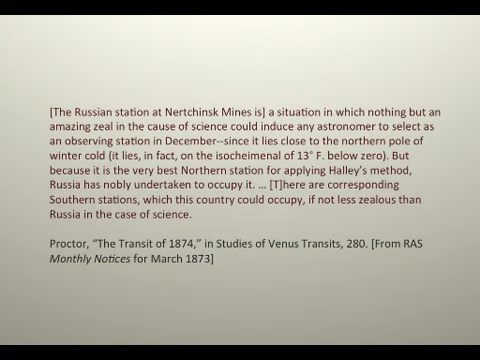 [The Russian station at Nertchinsk Mines is] a situation in which nothing but an
amazing zeal in the cause of science could induce any astronomer to select as
an observing station in December--since it lies close to the northern pole of
winter cold (it lies, in fact, on the isocheimenal of 13° F. below zero). But
because it is the very best Northern station for applying Halley's method,
Russia has nobly undertaken to occupy it. ... [T]here are corresponding
Southern stations, which this country could occupy, if not less zealous than
Russia in the case of science.
Proctor, “The Transit of 1874,” in Studies of Venus Transits, 280. [From RAS
Monthly Notices for March 1873]